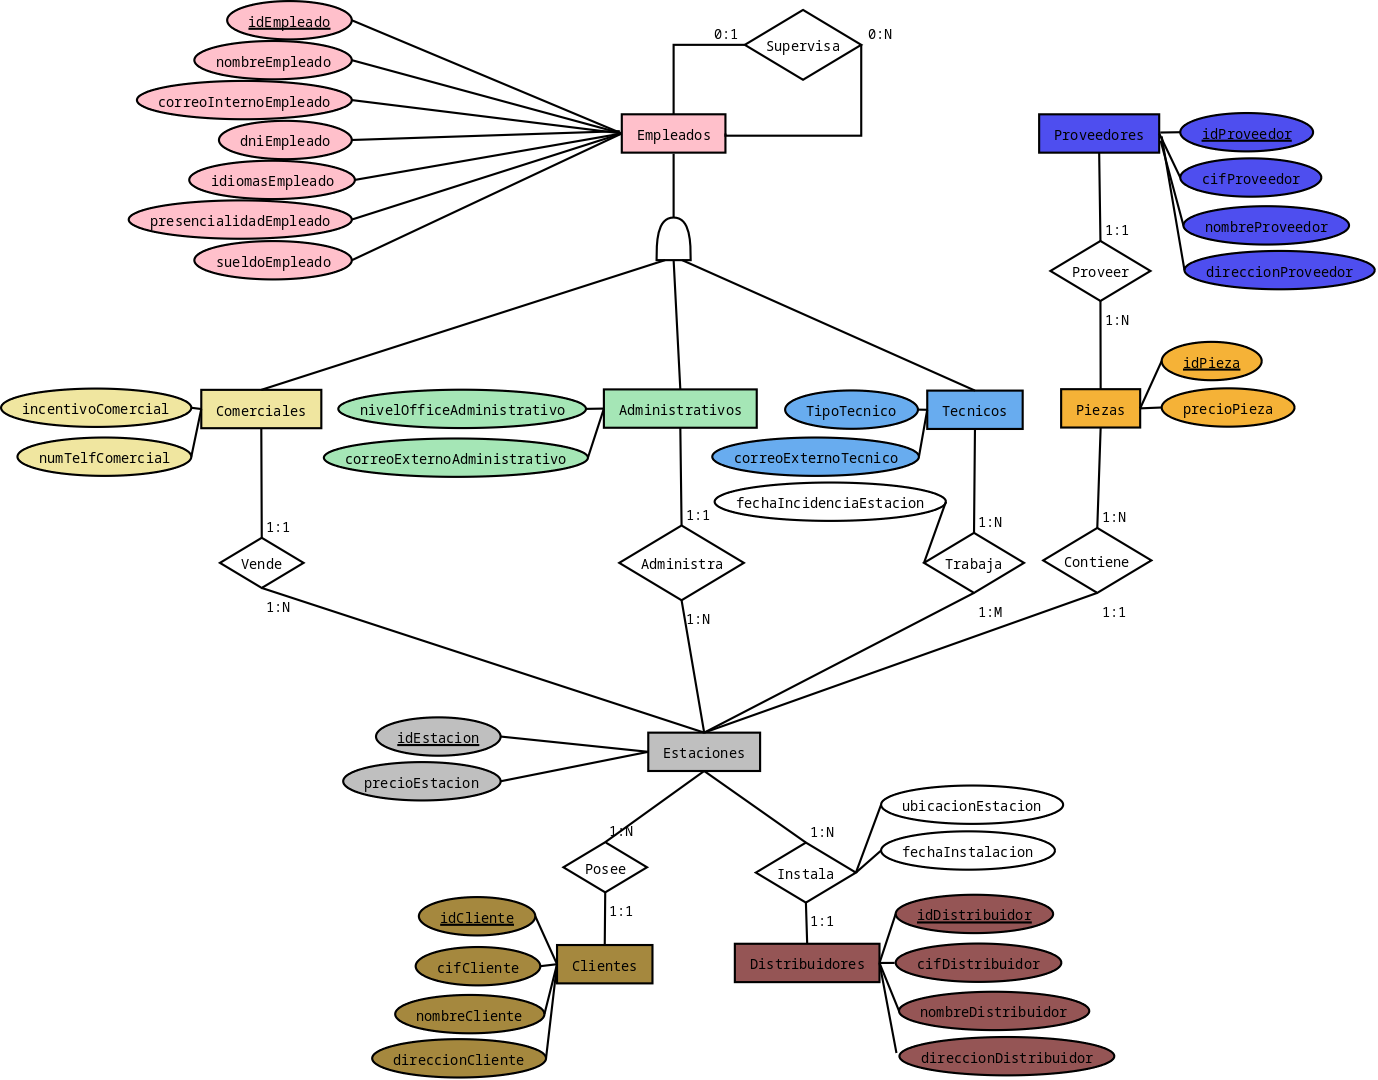 idEmpleado
nombreEmpleado
correoInternoEmpleado
dniEmpleado
idiomasEmpleado
presencialidadEmpleado
sueldoEmpleado
0:1
Supervisa
0:N
Empleados
Proveedores
idProveedor
cifProveedor
nombreProveedor
direccionProveedor
1:1
Proveer
1:N
idPieza
precioPieza
Piezas
incentivoComercial
numTelfComercial
Comerciales
nivelOfficeAdministrativo
correoExternoAdministrativo
Administrativos
TipoTecnico
correoExternoTecnico
Tecnicos
fechaIncidenciaEstacion
1:1
Vende
1:N
1:1
Administra
1:N
1:N
Trabaja
1:M
1:N
Contiene
1:1
idEstacion
precioEstacion
Estaciones
1:N
Posee
1:1
1:N
Instala
1:1
ubicacionEstacion
fechaInstalacion
idCliente
cifCliente
nombreCliente
direccionCliente
Clientes
Distribuidores
idDistribuidor
cifDistribuidor
nombreDistribuidor
direccionDistribuidor